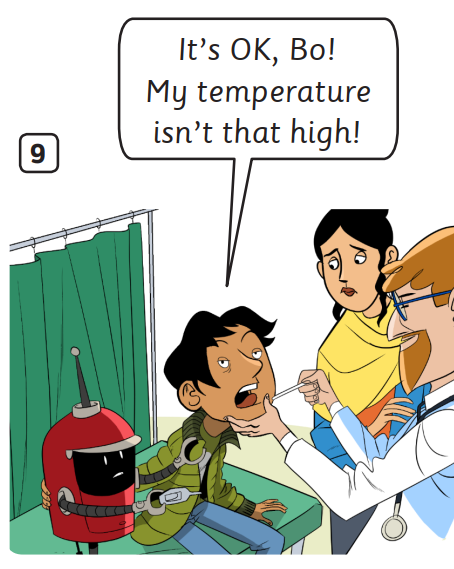 It's OK, Bo!
My temperature
isn't that high!
9